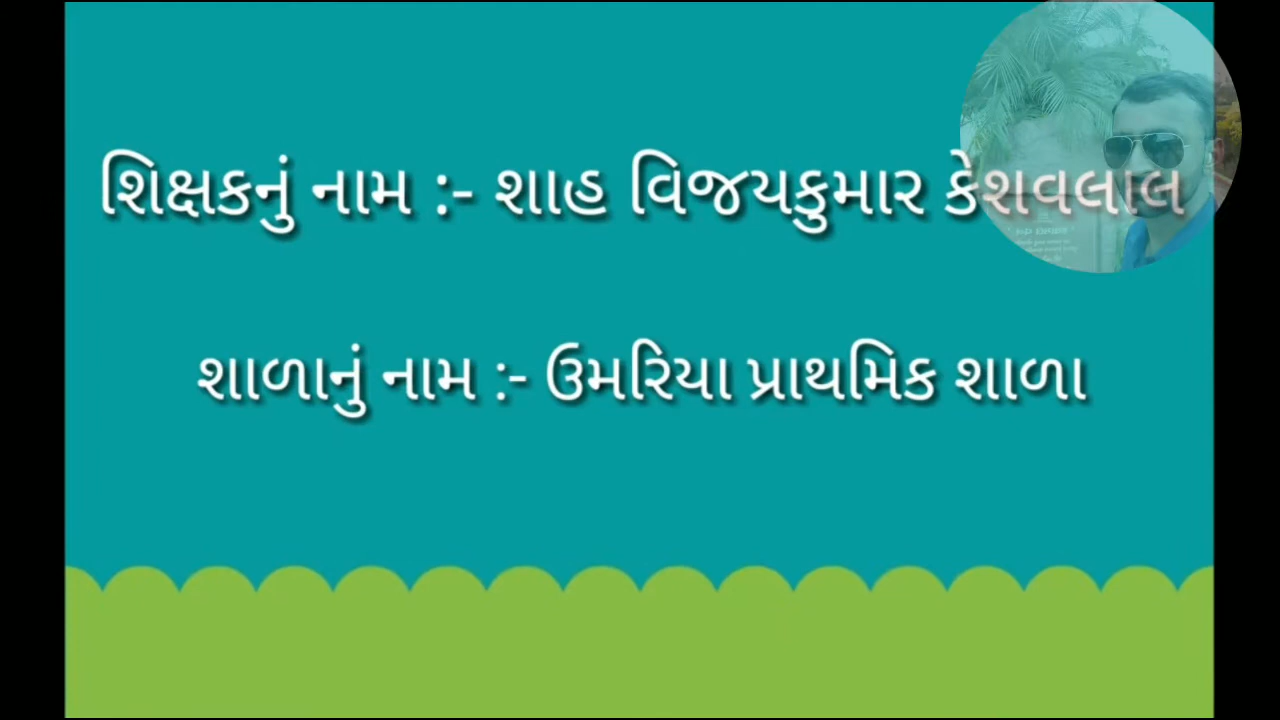 શિક્ષકનું નામ :- શાહ વિજયકુમાર કેશવલાલ
શાળાનું નામ :- ઉમરિયા પ્રાથમિક શાળા